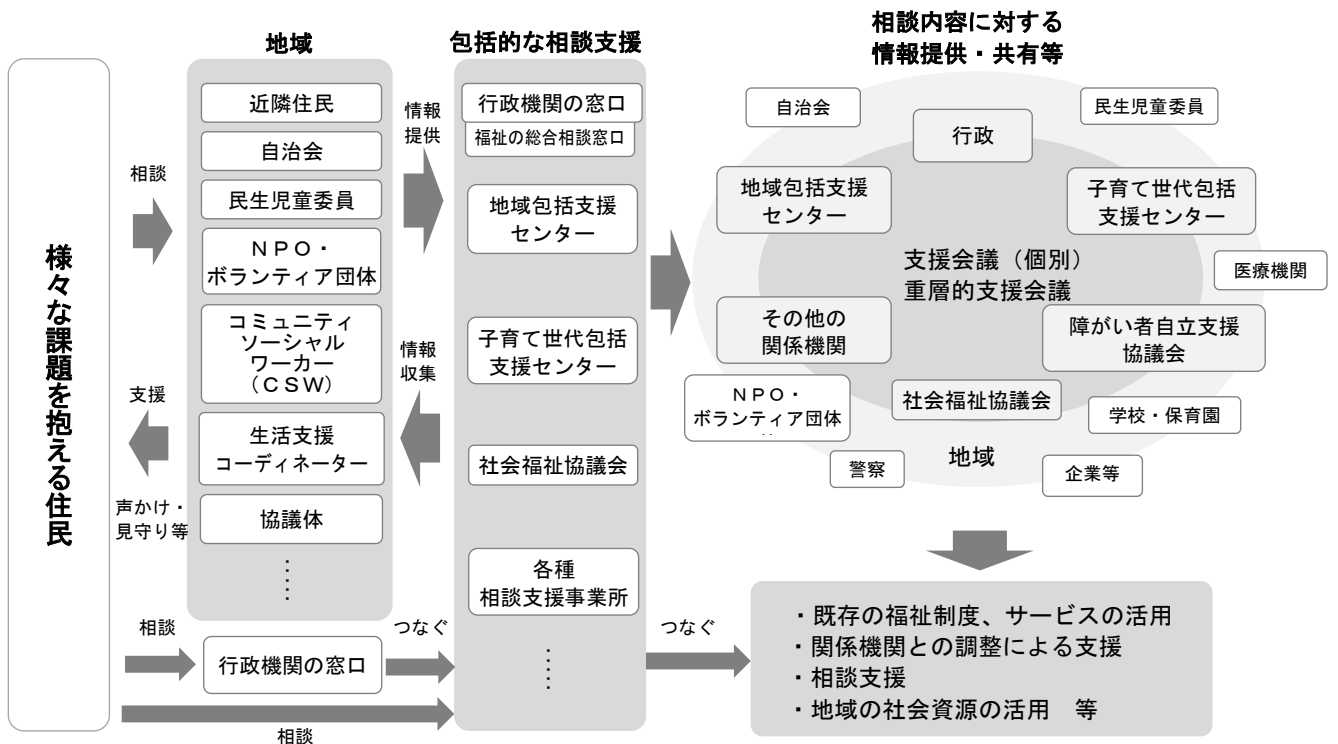 様々な課題を抱える住民
相談
支援
声かけ・
見守り等
相談
相談
地域
近隣住民
自治会
民生児童委員
ＮＰＯ・
ボランティア団体
コミュニティ
ソーシャル
ワーカー
（ＣＳＷ）
生活支援
コーディネーター
協議体
……
行政機関の窓口
情報
提供
情報
収集
つなぐ
包括的な相談支援
行政機関の窓口
福祉の総合相談窓口
地域包括支援
センター
子育て世代包括
支援センター
社会福祉協議会
各種
相談支援事業所
……
つなぐ
相談内容に対する
情報提供・共有等
自治会
民生児童委員
行政
地域包括支援
センター
子育て世代包括
支援センター
支援会議（個別）
重層的支援会議
医療機関
その他の
関係機関
障がい者自立支援
協議会
ＮＰＯ・
ボランティア団体
社会福祉協議会
学校・保育園
警察
地域
企業等
・既存の福祉制度、サービスの活用
・関係機関との調整による支援
・相談支援
・地域の社会資源の活用　等